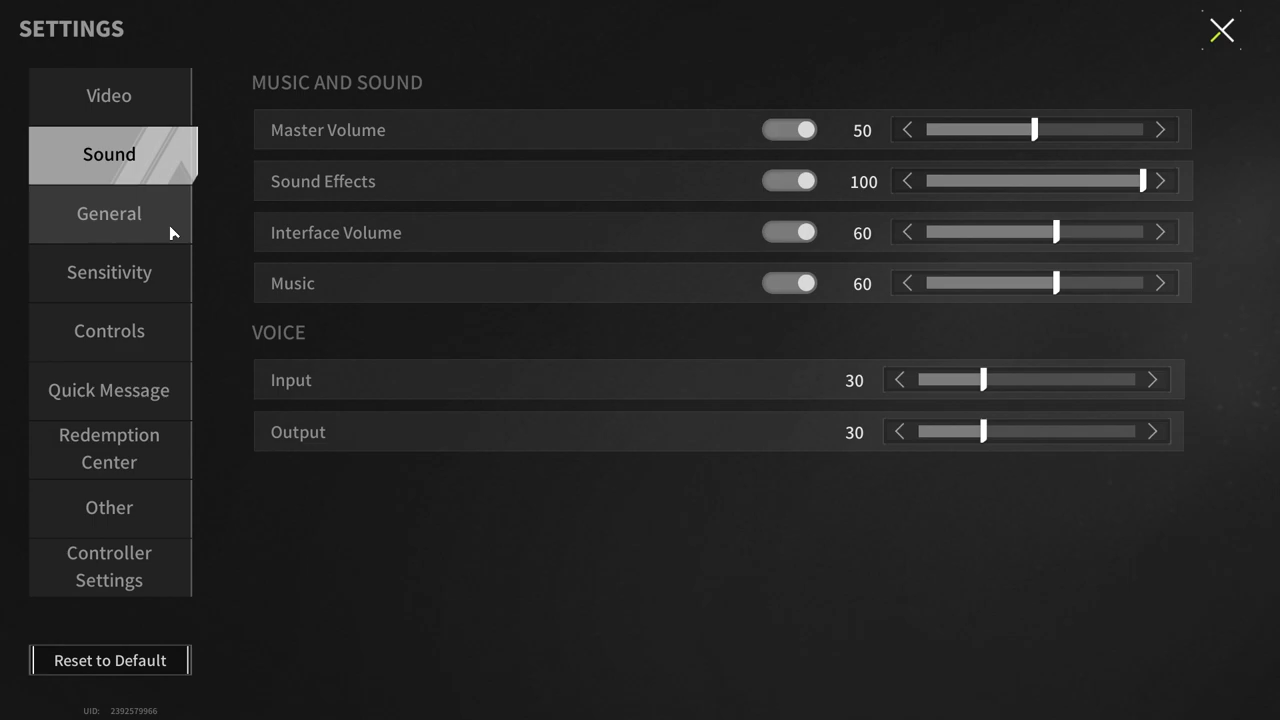 SETTINGS
Video
Sound
General
Sensitivity
Controls
Quick Message
Redemption
Center
Other
Controller
Settings
Reset to Default
UID: 2392579966
MUSIC AND SOUND
Master Volume 50
Sound Effects 100
Interface Volume 60
Music 60
VOICE
Input 30
Output 30